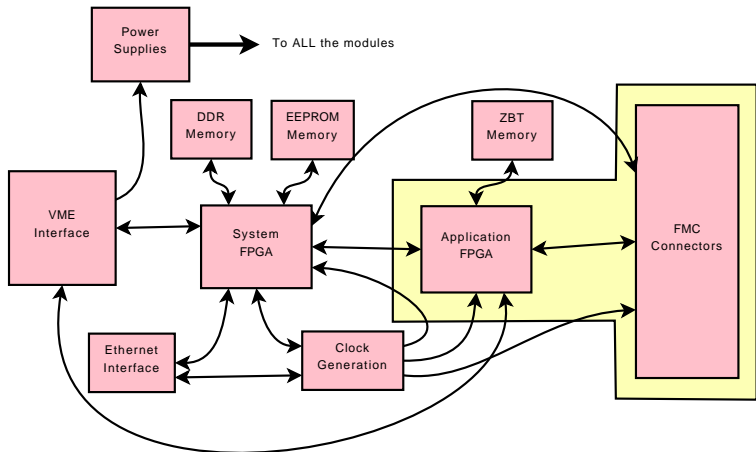 Power
Supplies
To ALL the modules
DDR
Memory
EEPROM
Memory
ZBT
Memory
VME
Interface
System
FPGA
Application
FPGA
FMC
Connectors
Ethernet
Interface
Clock
Generation